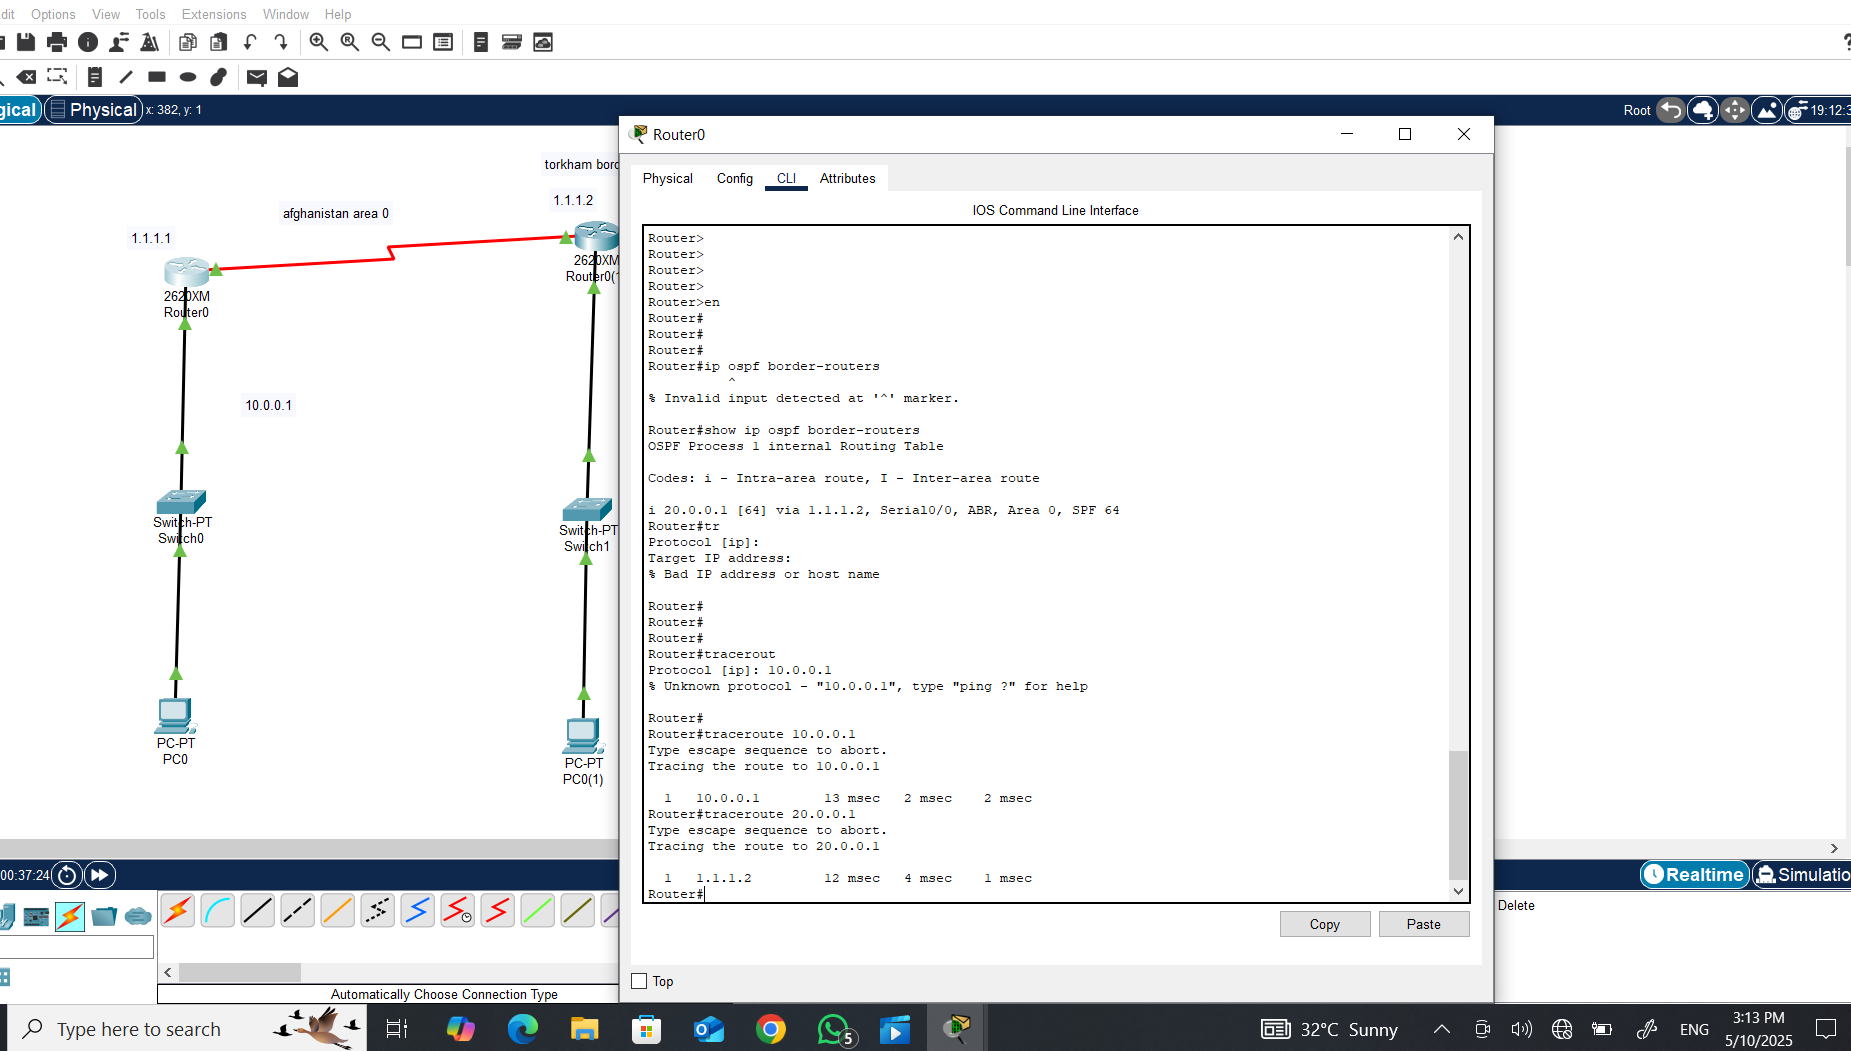 dit Options View Tools Extensions Window Help
gical Physical x: 382, y: 1 Root 19:12:3
torkham bord
1.1.1.2
afghanistan area 0
1.1.1.1
2620XM
Router0(1
2620XM
Router0
10.0.0.1
Switch-PT
Switch0
Switch-PT
Switch1
PC-PT
PC0
PC-PT
PC0(1)
Router0
Physical Config CLI Attributes
IOS Command Line Interface
Router>
Router>
Router>
Router>
Router>en
Router#
Router#
Router#
Router#ip ospf border-routers
^
% Invalid input detected at '^' marker.
Router#show ip ospf border-routers
OSPF Process 1 internal Routing Table
Codes: i - Intra-area route, I - Inter-area route
i 20.0.0.1 [64] via 1.1.1.2, Serial0/0, ABR, Area 0, SPF 64
Router#tr
Protocol [ip]:
Target IP address:
% Bad IP address or host name
Router#
Router#
Router#
Router#tracerout
Protocol [ip]: 10.0.0.1
% Unknown protocol - "10.0.0.1", type "ping ?" for help
Router#
Router#traceroute 10.0.0.1
Type escape sequence to abort.
Tracing the route to 10.0.0.1
1 10.0.0.1 13 msec 2 msec 2 msec
Router#traceroute 20.0.0.1
Type escape sequence to abort.
Tracing the route to 20.0.0.1
1 1.1.1.2 12 msec 4 msec 1 msec
Router#
Copy Paste
Top
00:37:24 Realtime Simulatio
Delete
Automatically Choose Connection Type
Type here to search 5 32°C Sunny ENG 3:13 PM
5/10/2025